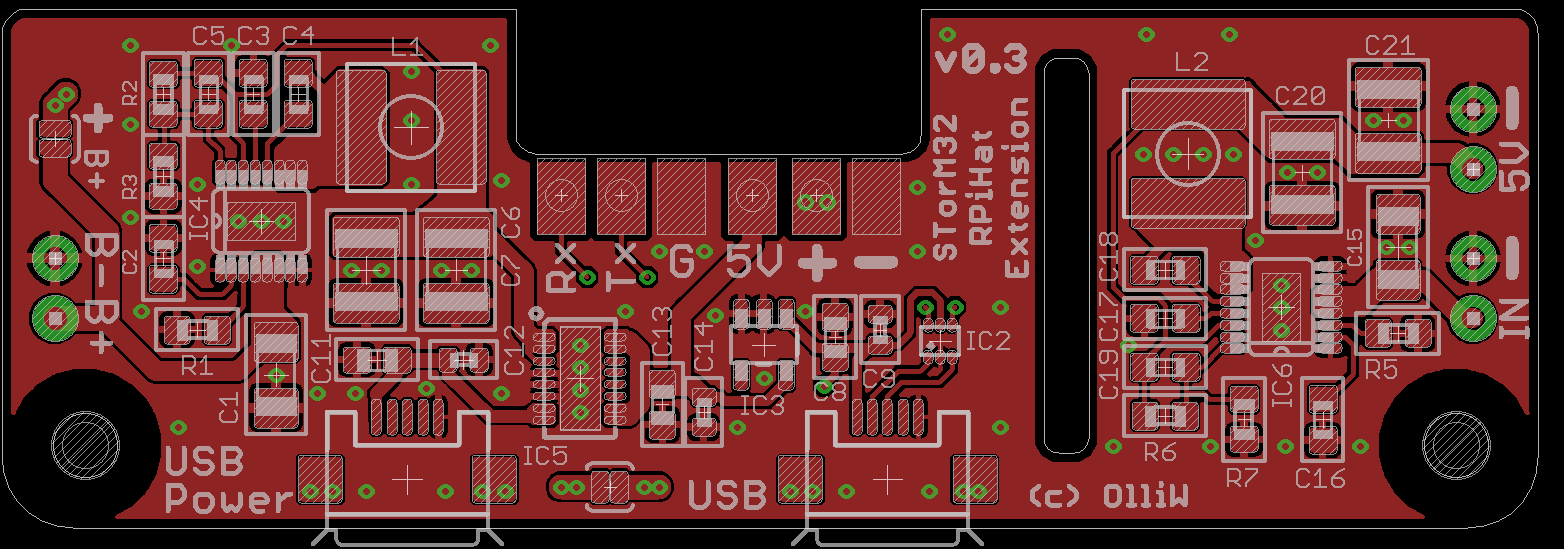 C5 C3 C4
L1
R2
+
B+
R3
IC4
C2
B-
B+
R1
C1
C6
C7
C11
C12
RX
TX
G
5V
+
-
v0.3
STorM32
RPiHat
Extension
L2
C20
C21
-
5V
-
IN
C18
C17
C19
C15
IC6
R5
R6
R7
C16
C13
C14
IC3
C8
C9
IC2
IC5
USB
Power
USB
(c) OlliW